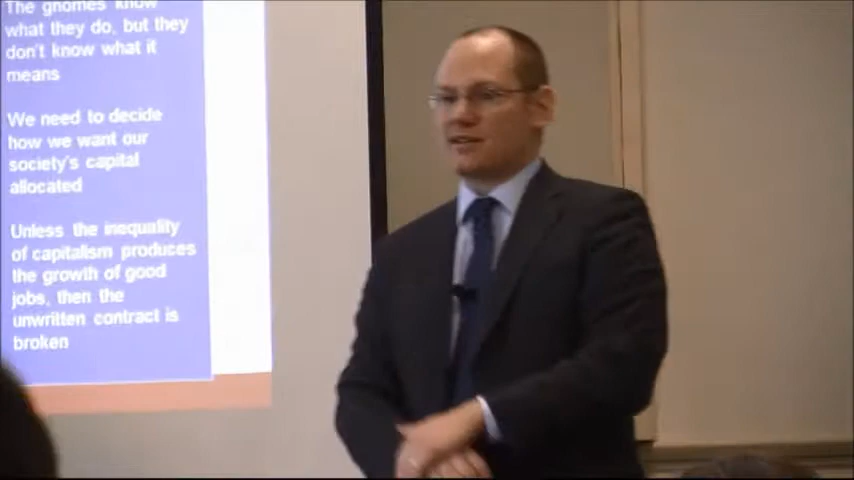 The gnomes know
what they do, but they
don't know what it
means
We need to decide
how we want our
society's capital
allocated
Unless the inequality
of capitalism produces
the growth of good
jobs, then the
unwritten contract is
broken